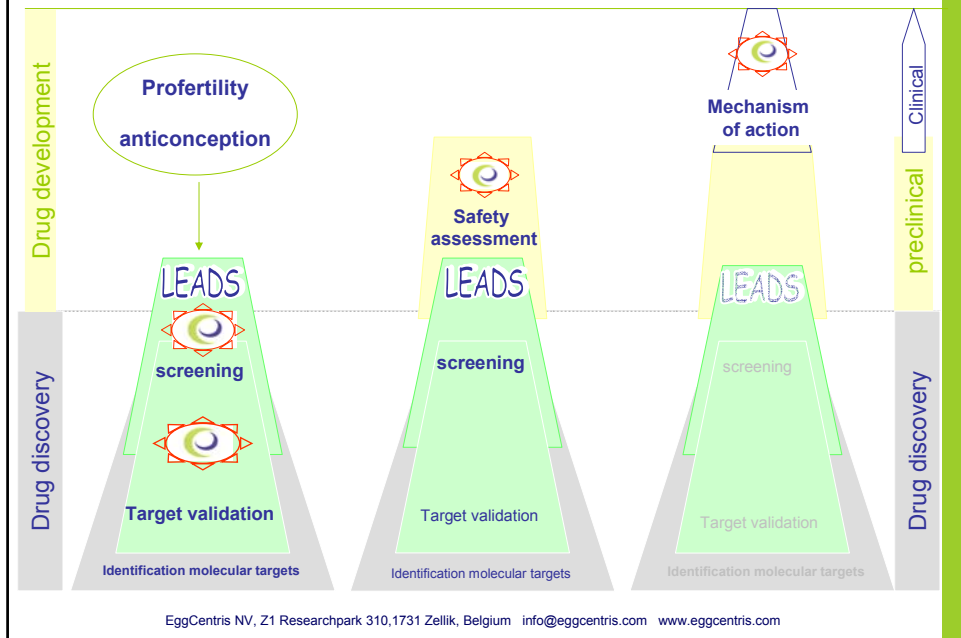 Drug development
Drug discovery
Profertility
anticonception
LEADS
screening
Target validation
Identification molecular targets
Safety
assessment
LEADS
screening
Target validation
Identification molecular targets
Mechanism
of action
LEADS
screening
Target validation
Identification molecular targets
Clinical
preclinical
Drug discovery
EggCentris NV, Z1 Researchpark 310,1731 Zellik, Belgium info@eggcentris.com www.eggcentris.com